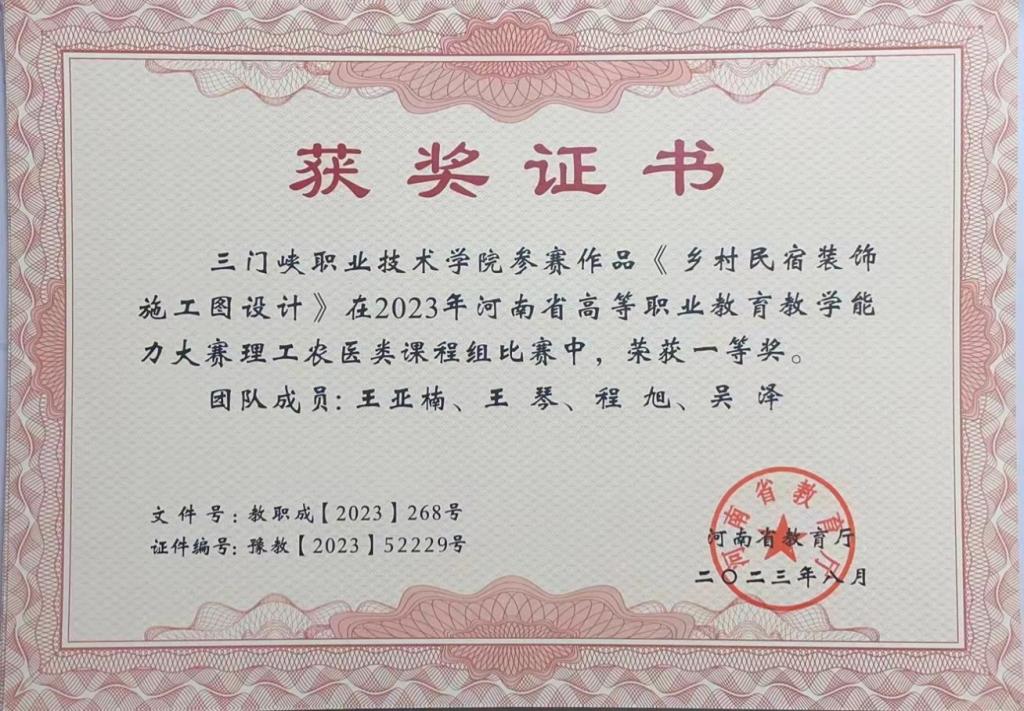 获奖证书
三门峡职业技术学院参赛作品《乡村民宿装饰
施工图设计》在2023年河南省高等职业教育教学能
力大赛理工农医类课程组比赛中，荣获一等奖。
团队成员：王亚楠、王 琴、程 旭、吴 泽
文件号：教职成【2023】268号
证件编号：豫教【2023】52229号
河南省教育厅
河南省教育厅
二〇二三年八月